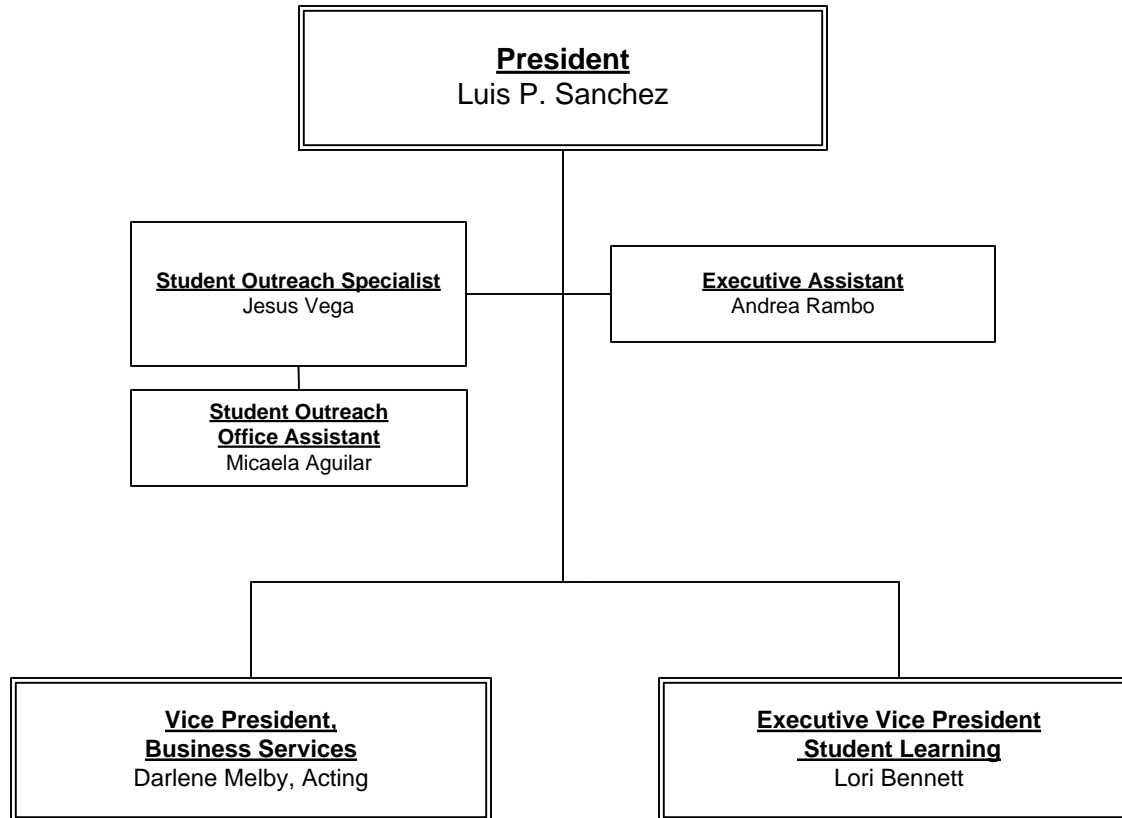 President
Luis P. Sanchez
Student Outreach Specialist
Jesus Vega
Executive Assistant
Andrea Rambo
Student Outreach
Office Assistant
Micaela Aguilar
Vice President,
Business Services
Darlene Melby, Acting
Executive Vice President
Student Learning
Lori Bennett